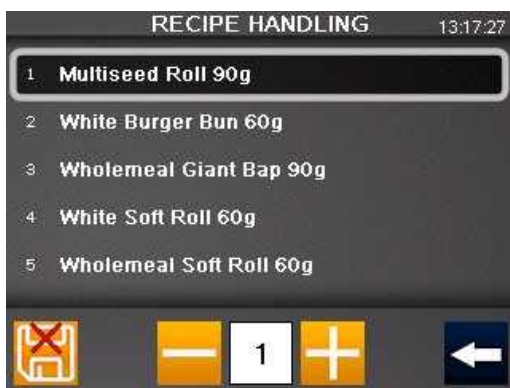 RECIPE HANDLING 13:17:27
1 Multiseed Roll 90g
2 White Burger Bun 60g
3 Wholemeal Giant Bap 90g
4 White Soft Roll 60g
5 Wholemeal Soft Roll 60g
1